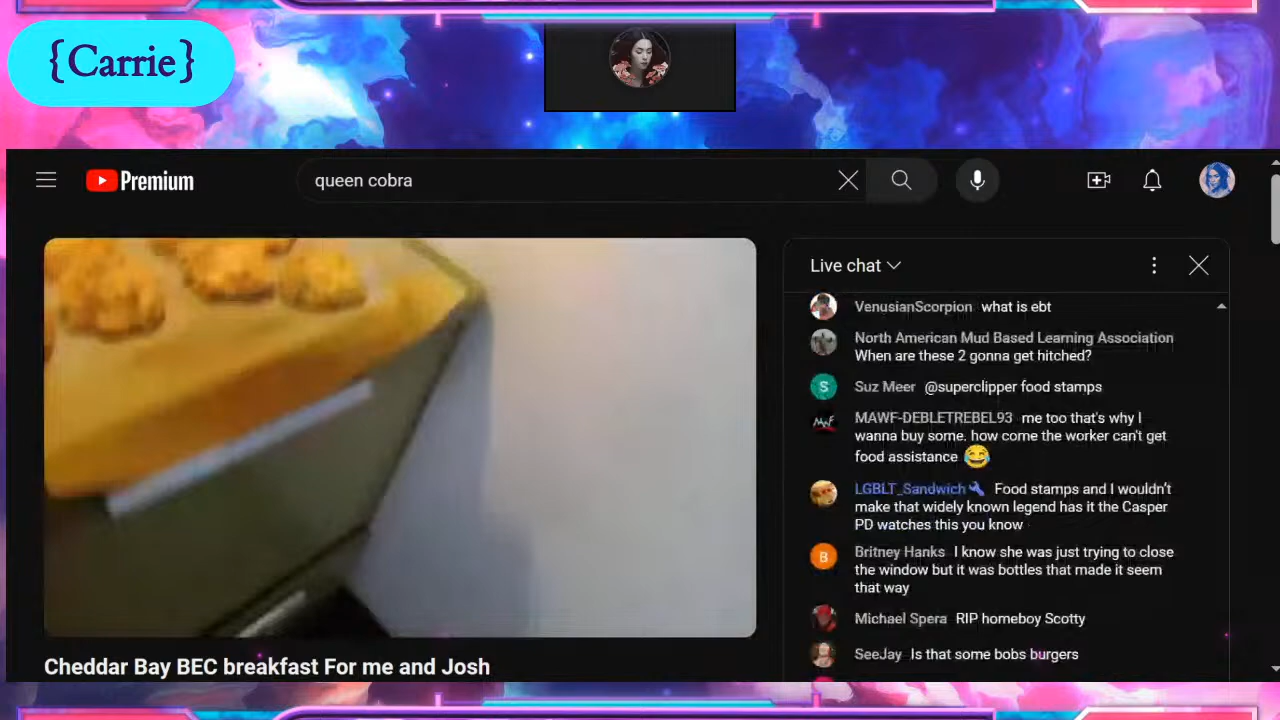 {Carrie}
Premium
queen cobra
Live chat
VenusianScorpion what is ebt
North American Mud Based Learning Association
When are these 2 gonna get hitched?
S
Suz Meer @superclipper food stamps
MAWF-DEBLETREBEL93 me too that's why I
wanna buy some. how come the worker can't get
food assistance 😂
LGBLT_Sandwich Food stamps and I wouldn't
make that widely known legend has it the Casper
PD watches this you know
B
Britney Hanks I know she was just trying to close
the window but it was bottles that made it seem
that way
Michael Spera RIP homeboy Scotty
SeeJay Is that some bobs burgers
Cheddar Bay BEC breakfast For me and Josh